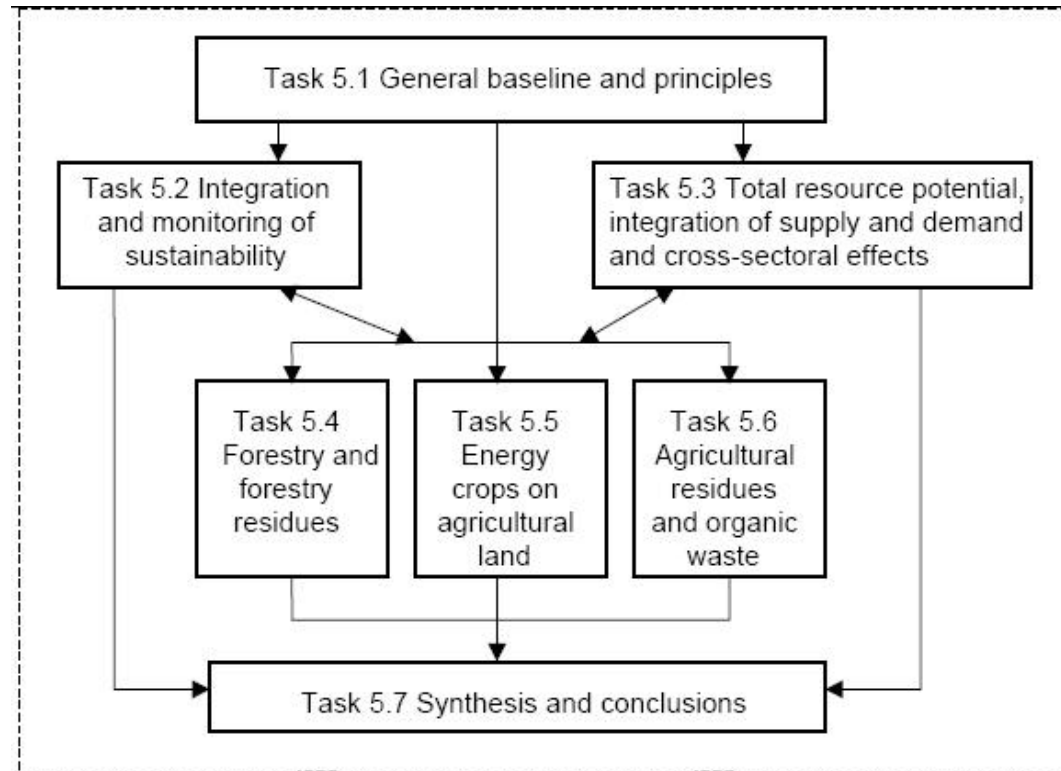 Task 5.1 General baseline and principles
Task 5.2 Integration
and monitoring of
sustainability
Task 5.3 Total resource potential,
integration of supply and demand
and cross-sectoral effects
Task 5.4
Forestry and
forestry
residues
Task 5.5
Energy
crops on
agricultural
land
Task 5.6
Agricultural
residues
and organic
waste
Task 5.7 Synthesis and conclusions